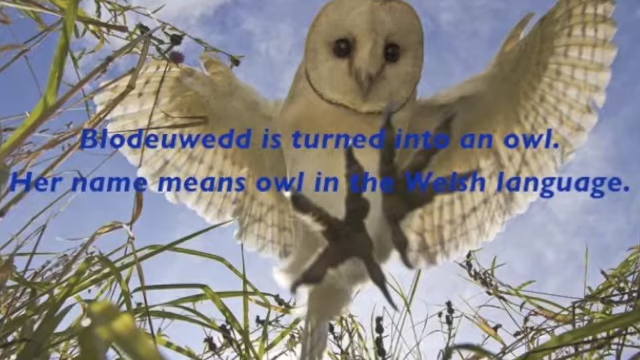 Blodeuwedd is turned into an owl.
Her name means owl in the Welsh language.